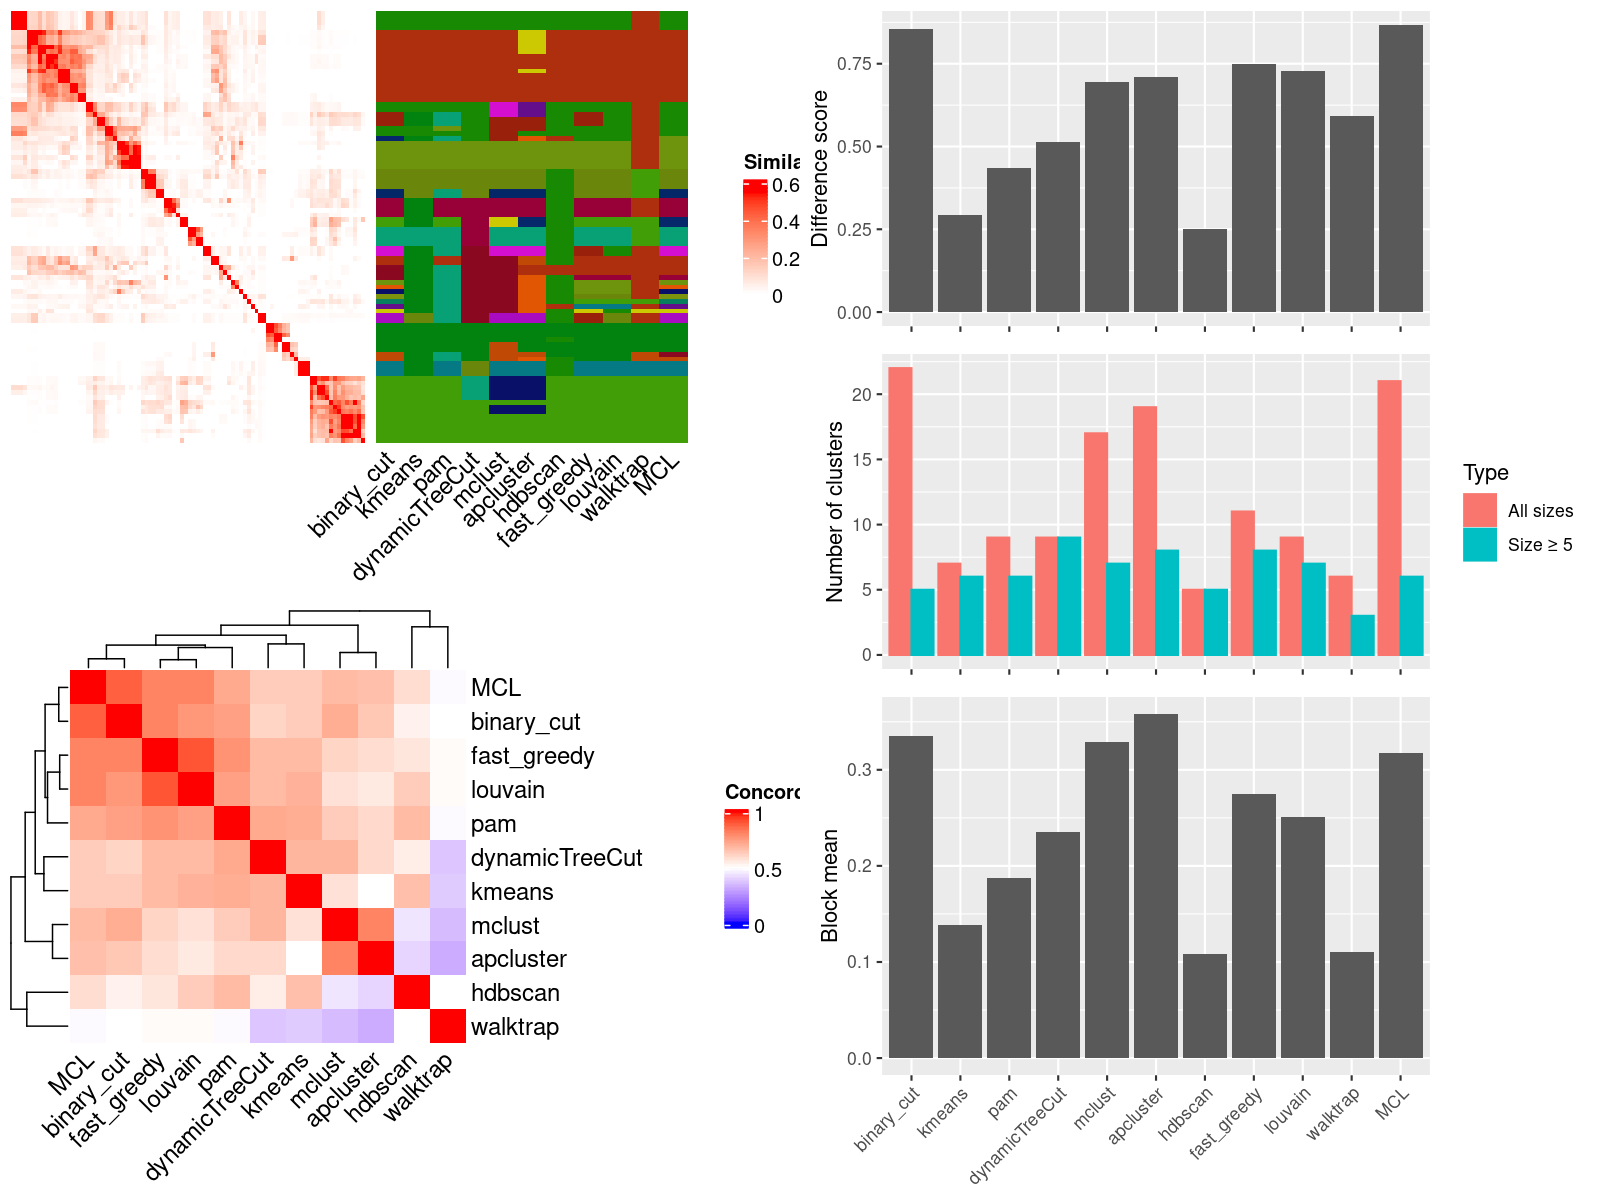 Simila
0.6
0.4
0.2
0
binary_cut
kmeans
pam
dynamicTreeCut
mclust
apcluster
hdbscan
fast_greedy
louvain
walktrap
MCL
MCL
binary_cut
fast_greedy
louvain
pam
dynamicTreeCut
kmeans
mclust
apcluster
hdbscan
walktrap
Concord
1
0.5
0
MCL
binary_cut
fast_greedy
louvain
pam
dynamicTreeCut
kmeans
mclust
apcluster
hdbscan
walktrap
Difference score
0.75
0.50
0.25
0.00
Number of clusters
20
15
10
5
0
Type
All sizes
Size ≥ 5
Block mean
0.3
0.2
0.1
0.0
binary_cut
kmeans
pam
dynamicTreeCut
mclust
apcluster
hdbscan
fast_greedy
louvain
walktrap
MCL